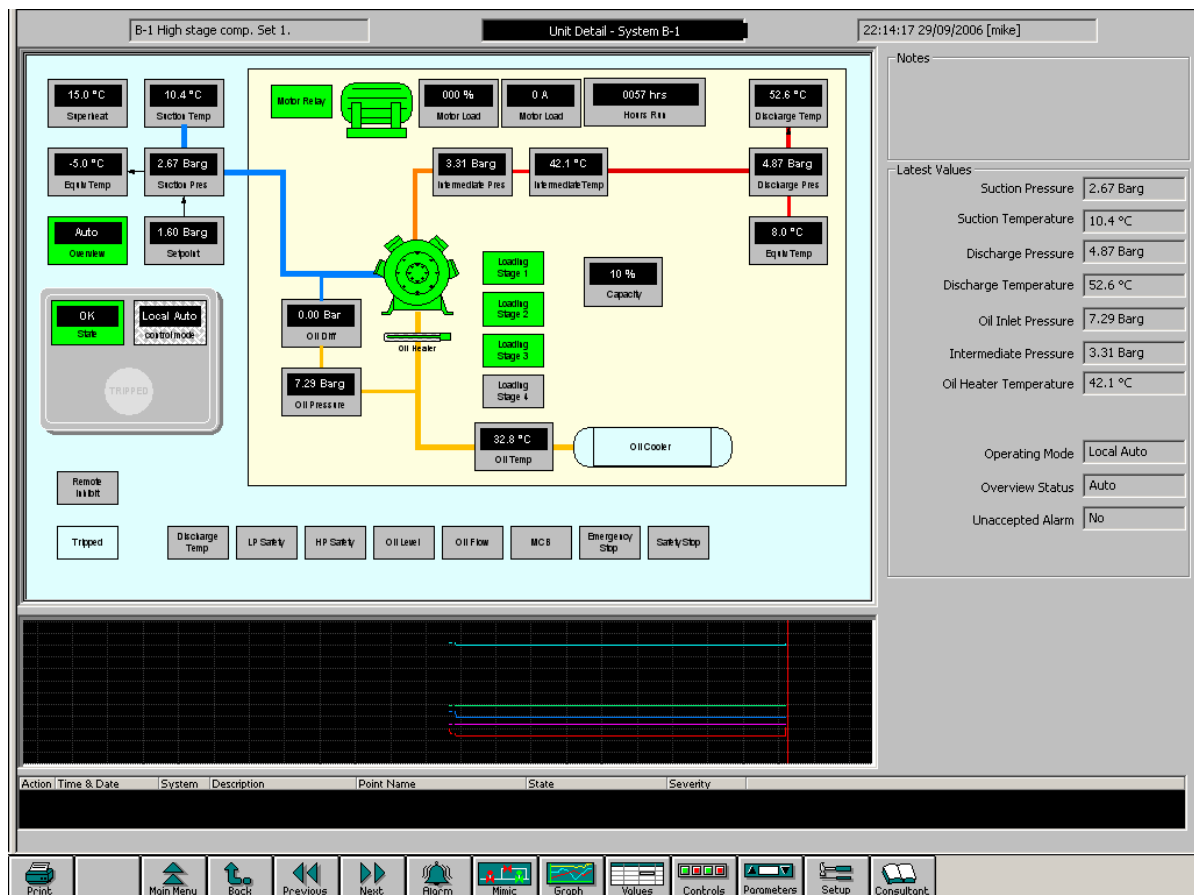 B-1 High stage comp. Set 1.
Unit Detail - System B-1
22:14:17 29/09/2006 [mike]
15.0 °C
Superheat
10.4 °C
Suction Temp
Motor Relay
000 %
Motor Load
0 A
Motor Load
0057 hrs
Hours Run
52.6 °C
Discharge Temp
-5.0 °C
Equiv Temp
2.67 Barg
Suction Pres
3.31 Barg
Intermediate Pres
42.1 °C
Intermediate Temp
4.87 Barg
Discharge Pres
Auto
Overview
1.60 Barg
Setpoint
8.0 °C
Equiv Temp
Loading
Stage 1
10 %
Capacity
OK
State
Local Auto
control mode
0.00 Bar
Oil Diff
Loading
Stage 2
Oil Heater
Loading
Stage 3
TRIPPED
7.29 Barg
Oil Pressure
Loading
Stage 4
32.8 °C
Oil Temp
Oil Cooler
Remote
Inhibit
Tripped
Discharge
Temp
LP Safety
HP Safety
Oil Level
Oil Flow
MCB
Emergency
Stop
Safety Stop
Notes
Latest Values
Suction Pressure 2.67 Barg
Suction Temperature 10.4 °C
Discharge Pressure 4.87 Barg
Discharge Temperature 52.6 °C
Oil Inlet Pressure 7.29 Barg
Intermediate Pressure 3.31 Barg
Oil Heater Temperature 42.1 °C
Operating Mode Local Auto
Overview Status Auto
Unaccepted Alarm No
Action Time & Date System Description Point Name State Severity
Print Main Menu Back Previous Next Alarm Mimic Graph Values Controls Parameters Setup Consultant